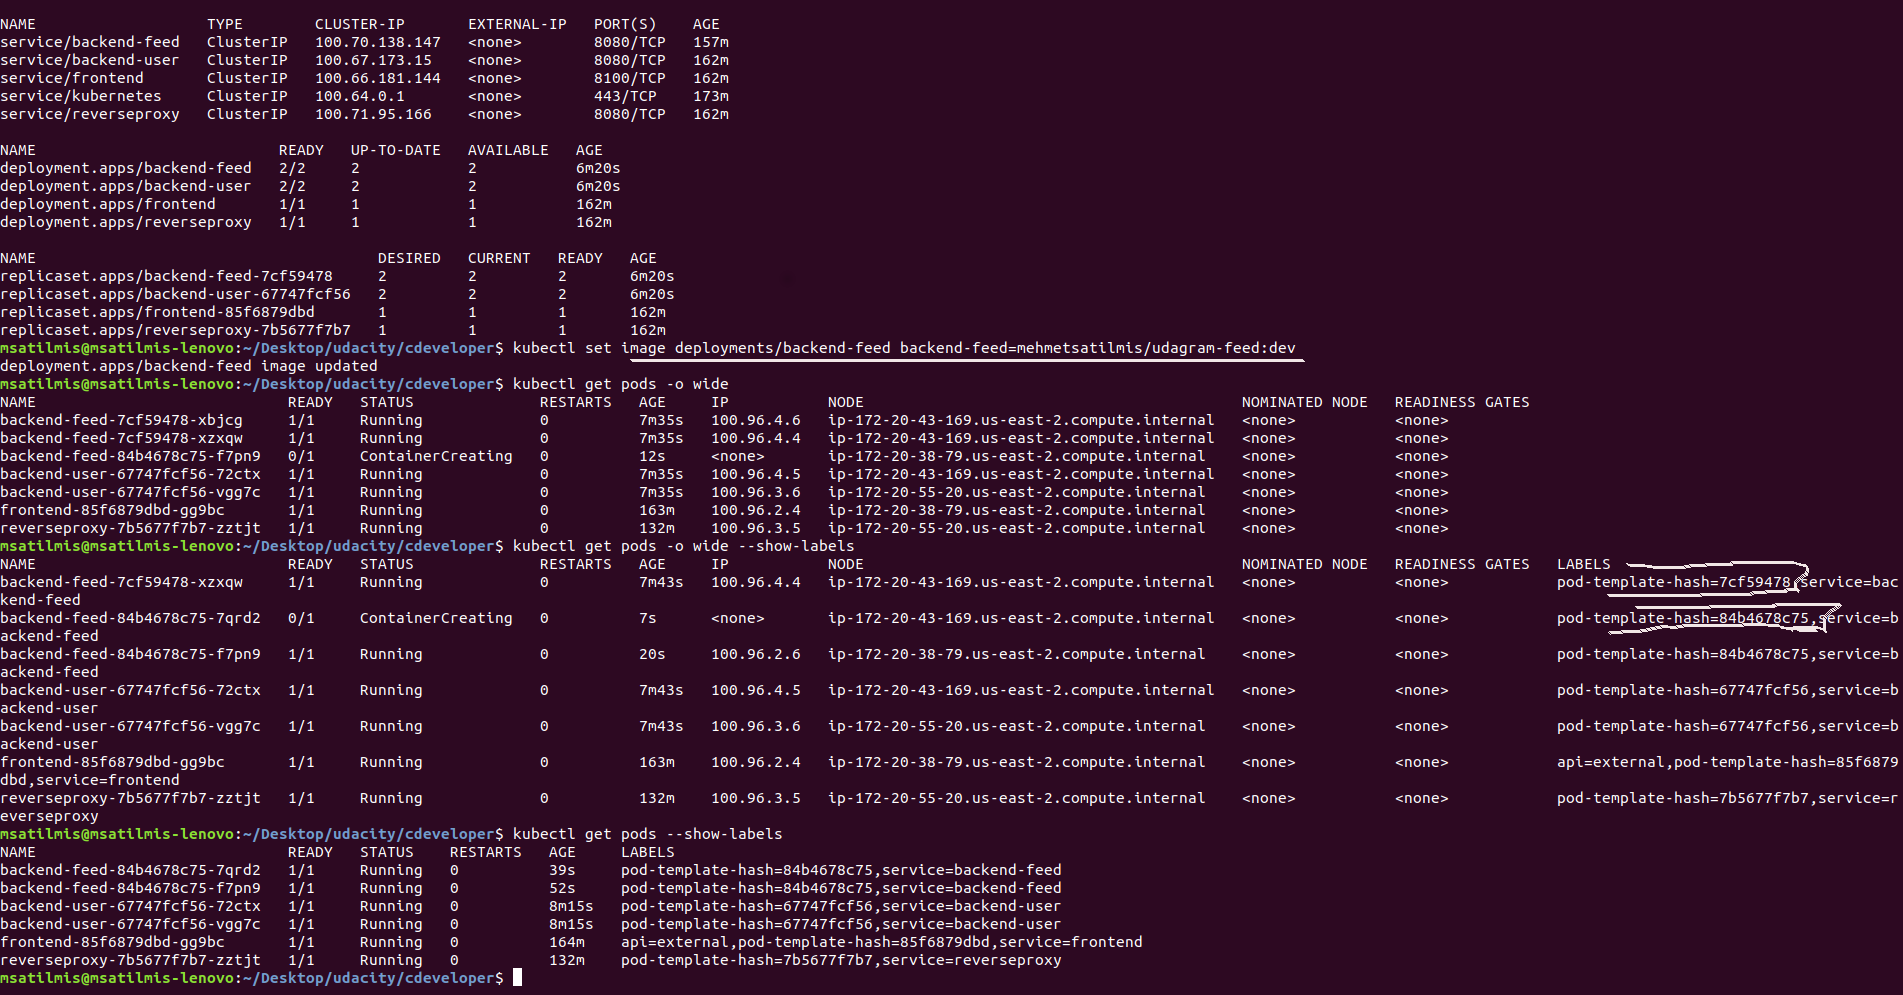 NAME                   TYPE        CLUSTER-IP       EXTERNAL-IP   PORT(S)    AGE
service/backend-feed   ClusterIP   100.70.138.147   <none>        8080/TCP   157m
service/backend-user   ClusterIP   100.67.173.15    <none>        8080/TCP   162m
service/frontend       ClusterIP   100.66.181.144   <none>        8100/TCP   162m
service/kubernetes     ClusterIP   100.64.0.1       <none>        443/TCP    173m
service/reverseproxy   ClusterIP   100.71.95.166    <none>        8080/TCP   162m

NAME                           READY   UP-TO-DATE   AVAILABLE   AGE
deployment.apps/backend-feed   2/2     2            2           6m20s
deployment.apps/backend-user   2/2     2            2           6m20s
deployment.apps/frontend       1/1     1            1           162m
deployment.apps/reverseproxy   1/1     1            1           162m

NAME                                      DESIRED   CURRENT   READY   AGE
replicaset.apps/backend-feed-7cf59478     2         2         2       6m20s
replicaset.apps/backend-user-67747fcf56   2         2         2       6m20s
replicaset.apps/frontend-85f6879dbd       1         1         1       162m
replicaset.apps/reverseproxy-7b5677f7b7   1         1         1       162m
msatilmis@msatilmis-lenovo:~/Desktop/udacity/cdeveloper$ kubectl set image deployments/backend-feed backend-feed=mehmetsatilmis/udagram-feed:dev
deployment.apps/backend-feed image updated
msatilmis@msatilmis-lenovo:~/Desktop/udacity/cdeveloper$ kubectl get pods -o wide
NAME                            READY   STATUS              RESTARTS   AGE     IP           NODE                                          NOMINATED NODE   READINESS GATES
backend-feed-7cf59478-xbjcg     1/1     Running             0          7m35s   100.96.4.6   ip-172-20-43-169.us-east-2.compute.internal   <none>           <none>
backend-feed-7cf59478-xzxqw     1/1     Running             0          7m35s   100.96.4.4   ip-172-20-43-169.us-east-2.compute.internal   <none>           <none>
backend-feed-84b4678c75-f7pn9   0/1     ContainerCreating   0          12s     <none>       ip-172-20-38-79.us-east-2.compute.internal    <none>           <none>
backend-user-67747fcf56-72ctx   1/1     Running             0          7m35s   100.96.4.5   ip-172-20-43-169.us-east-2.compute.internal   <none>           <none>
backend-user-67747fcf56-vgg7c   1/1     Running             0          7m35s   100.96.3.6   ip-172-20-55-20.us-east-2.compute.internal    <none>           <none>
frontend-85f6879dbd-gg9bc       1/1     Running             0          163m    100.96.2.4   ip-172-20-38-79.us-east-2.compute.internal    <none>           <none>
reverseproxy-7b5677f7b7-zztjt   1/1     Running             0          132m    100.96.3.5   ip-172-20-55-20.us-east-2.compute.internal    <none>           <none>
msatilmis@msatilmis-lenovo:~/Desktop/udacity/cdeveloper$ kubectl get pods -o wide --show-labels
NAME                            READY   STATUS              RESTARTS   AGE     IP           NODE                                          NOMINATED NODE   READINESS GATES   LABELS
backend-feed-7cf59478-xzxqw     1/1     Running             0          7m43s   100.96.4.4   ip-172-20-43-169.us-east-2.compute.internal   <none>           <none>            pod-template-hash=7cf59478,service=bac
kend-feed
backend-feed-84b4678c75-7qrd2   0/1     ContainerCreating   0          7s      <none>       ip-172-20-38-79.us-east-2.compute.internal    <none>           <none>            pod-template-hash=84b4678c75,service=b
ackend-feed
backend-feed-84b4678c75-f7pn9   1/1     Running             0          20s     100.96.2.6   ip-172-20-38-79.us-east-2.compute.internal    <none>           <none>            pod-template-hash=84b4678c75,service=b
ackend-feed
backend-user-67747fcf56-72ctx   1/1     Running             0          7m43s   100.96.4.5   ip-172-20-43-169.us-east-2.compute.internal   <none>           <none>            pod-template-hash=67747fcf56,service=b
ackend-user
backend-user-67747fcf56-vgg7c   1/1     Running             0          7m43s   100.96.3.6   ip-172-20-55-20.us-east-2.compute.internal    <none>           <none>            pod-template-hash=67747fcf56,service=b
ackend-user
frontend-85f6879dbd-gg9bc       1/1     Running             0          163m    100.96.2.4   ip-172-20-38-79.us-east-2.compute.internal    <none>           <none>            api=external,pod-template-hash=85f6879
dbd,service=frontend
reverseproxy-7b5677f7b7-zztjt   1/1     Running             0          132m    100.96.3.5   ip-172-20-55-20.us-east-2.compute.internal    <none>           <none>            pod-template-hash=7b5677f7b7,service=r
everseproxy
msatilmis@msatilmis-lenovo:~/Desktop/udacity/cdeveloper$ kubectl get pods --show-labels
NAME                            READY   STATUS    RESTARTS   AGE     LABELS
backend-feed-84b4678c75-7qrd2   1/1     Running   0          39s     pod-template-hash=84b4678c75,service=backend-feed
backend-feed-84b4678c75-f7pn9   1/1     Running   0          52s     pod-template-hash=84b4678c75,service=backend-feed
backend-user-67747fcf56-72ctx   1/1     Running   0          8m15s   pod-template-hash=67747fcf56,service=backend-user
backend-user-67747fcf56-vgg7c   1/1     Running   0          8m15s   pod-template-hash=67747fcf56,service=backend-user
frontend-85f6879dbd-gg9bc       1/1     Running   0          164m    api=external,pod-template-hash=85f6879dbd,service=frontend
reverseproxy-7b5677f7b7-zztjt   1/1     Running   0          132m    pod-template-hash=7b5677f7b7,service=reverseproxy
msatilmis@msatilmis-lenovo:~/Desktop/udacity/cdeveloper$